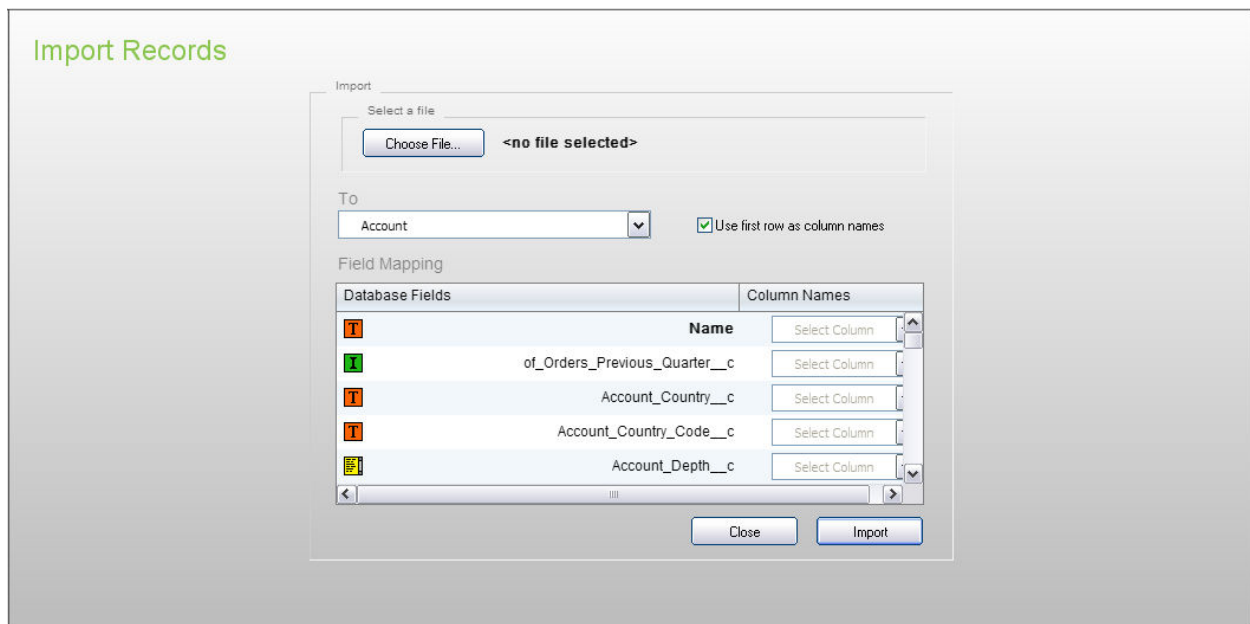 Import Records
Import
Select a file
Choose File...
<no file selected>
To
Account
Use first row as column names
Field Mapping
Database Fields
Column Names
T
Name
Select Column
I
of_Orders_Previous_Quarter__c
Select Column
T
Account_Country__c
Select Column
T
Account_Country_Code__c
Select Column
Account_Depth__c
Select Column
Close
Import